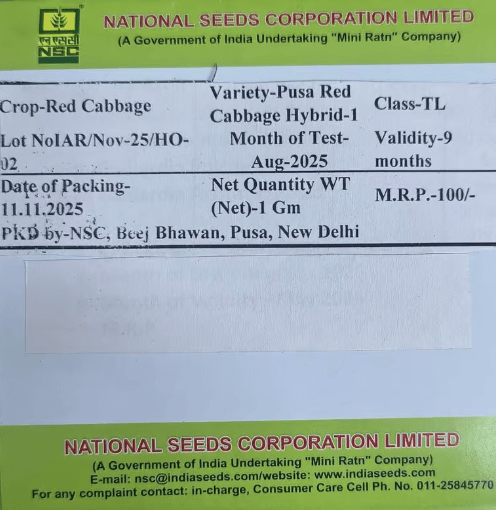 NATIONAL SEEDS CORPORATION LIMITED
(A Government of India Undertaking "Mini Ratn" Company)
एन एससी
NSC
Crop-Red Cabbage
Variety-Pusa Red
Cabbage Hybrid-1
Class-TL
Lot NoIAR/Nov-25/HO-
02
Month of Test-
Aug-2025
Validity-9
months
Date of Packing-
11.11.2025
Net Quantity WT
(Net)-1 Gm
M.R.P.-100/-
PKD by-NSC, Beej Bhawan, Pusa, New Delhi
NATIONAL SEEDS CORPORATION LIMITED
(A Government of India Undertaking "Mini Ratn" Company)
E-mail: nsc@indiaseeds.com/website: www.indiaseeds.com
For any complaint contact: in-charge, Consumer Care Cell Ph. No. 011-25845770